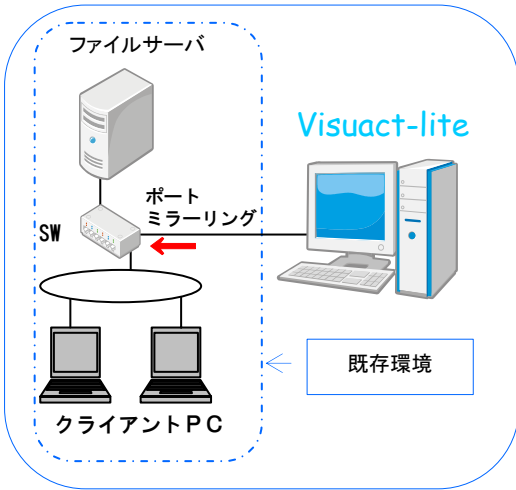 ファイルサーバ
Visuact-lite
ポート
ミラーリング
SW
既存環境
クライアントPC